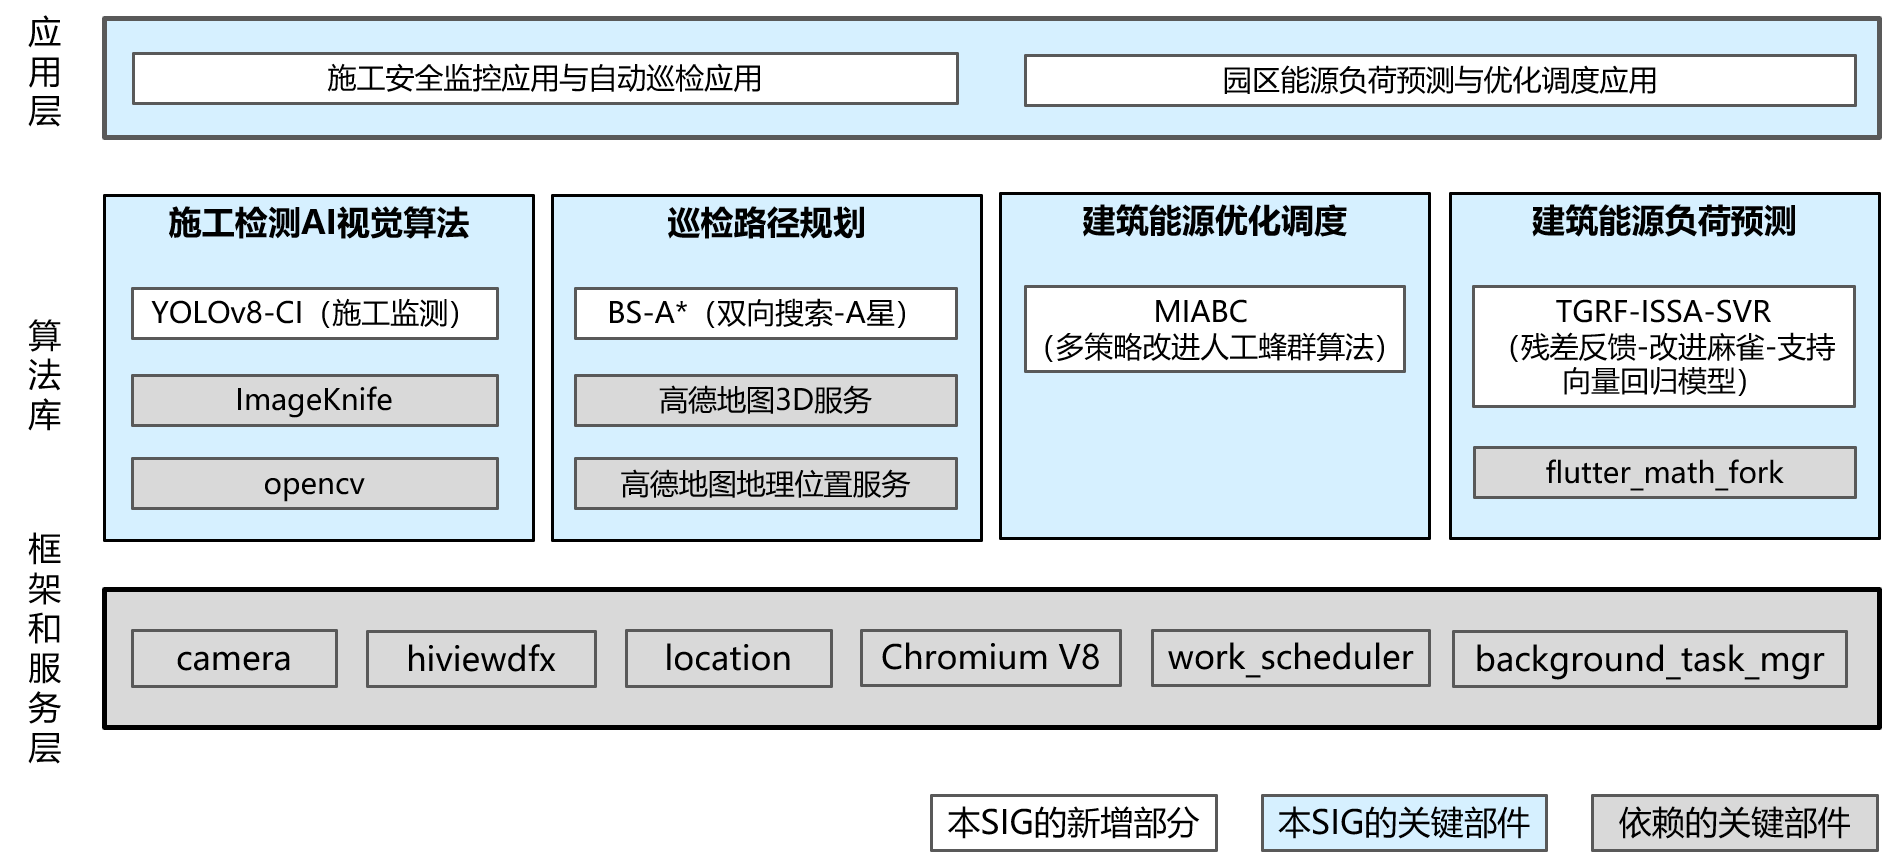 应用层
施工安全监控应用与自动巡检应用
园区能源负荷预测与优化调度应用
算法库
施工检测AI视觉算法
YOLOv8-CI（施工监测）
ImageKnife
opencv
巡检路径规划
BS-A*（双向搜索-A星）
高德地图3D服务
高德地图地理位置服务
建筑能源优化调度
MIABC
（多策略改进人工蜂群算法）
建筑能源负荷预测
TGRF-ISSA-SVR
（残差反馈-改进麻雀-支持
向量回归模型）
flutter_math_fork
框架和服务层
camera
hiviewdfx
location
Chromium V8
work_scheduler
background_task_mgr
本SIG的新增部分
本SIG的关键部件
依赖的关键部件